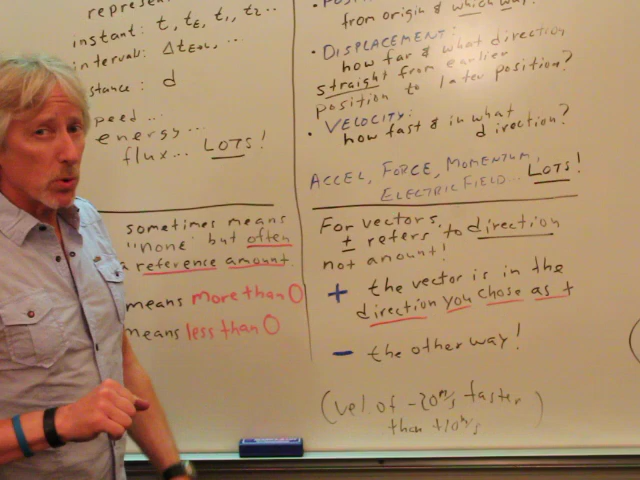 represen
instant: t, tE, t1, t2..
interval: ΔtEarl, ...
stance: d
peed...
energy...
flux... LOTS!
sometimes means
"none" but often
a reference amount.
means more than 0
means less than 0
from origin & which way?
• DISPLACEMENT:
how far & what direction
straight from earlier
position to later position?
• VELOCITY:
how fast & in what
direction?
ACCEL, FORCE, MOMENTUM,
ELECTRIC FIELD... LOTS!
For vectors,
± refers to direction
not amount!
+ the vector is in the
direction you chose as +
- the other way!
(Vel of -20m/s faster
than +10m/s)